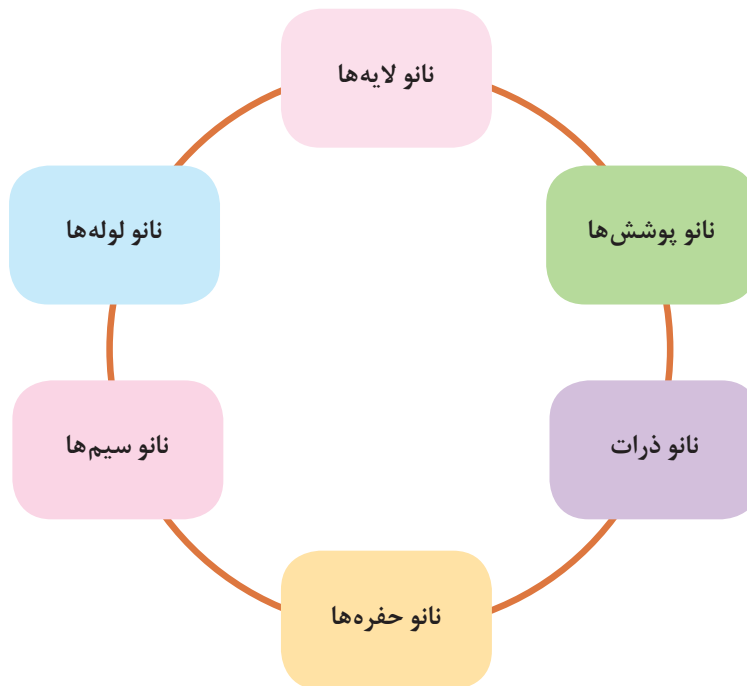 نانو لایه‌ها
نانو پوشش‌ها
نانو لوله‌ها
نانو ذرات
نانو سیم‌ها
نانو حفره‌ها